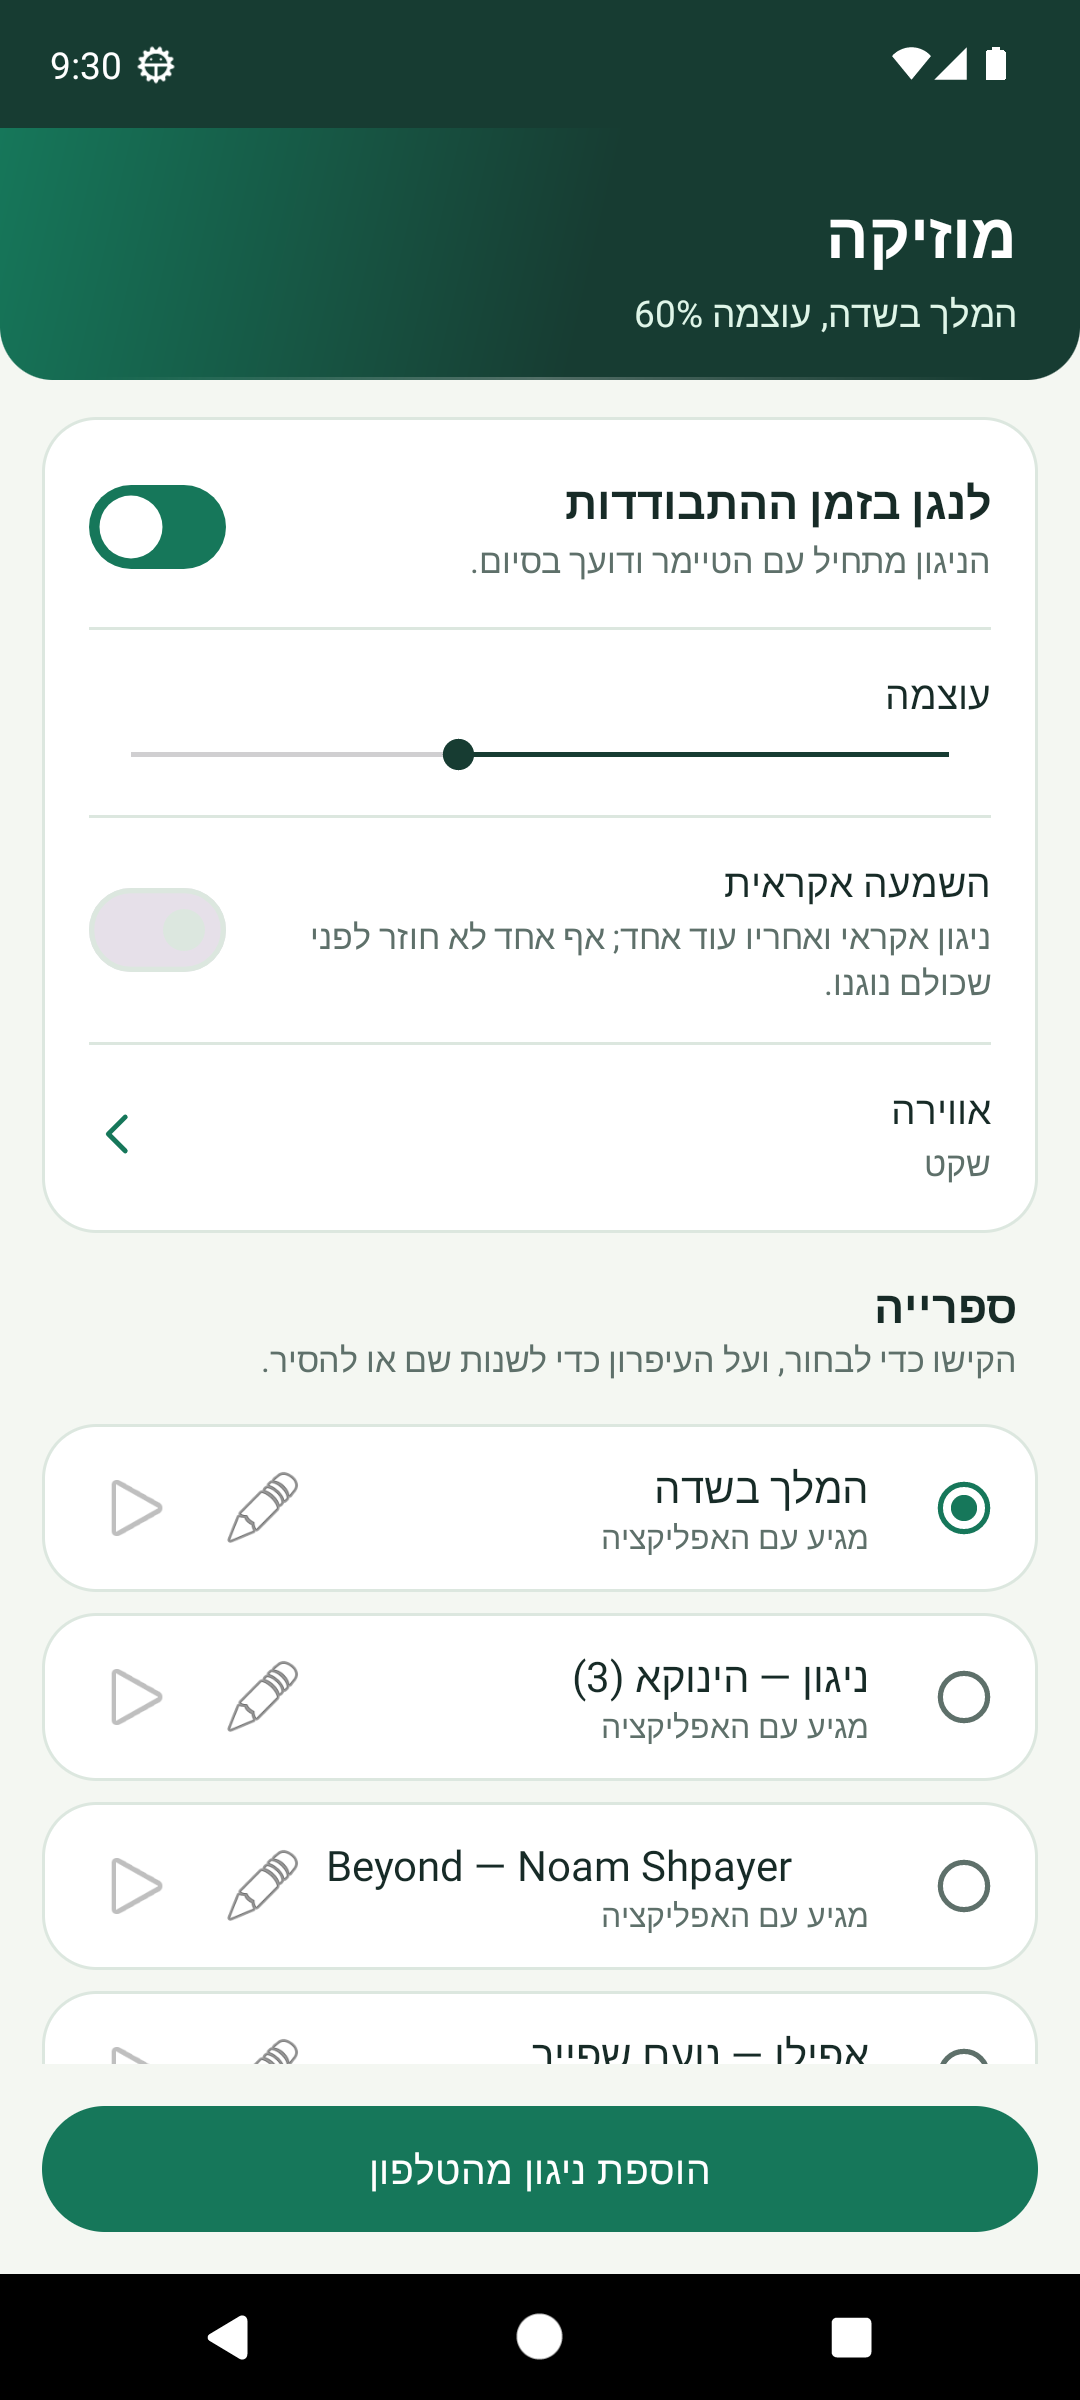 9:30
מוזיקה
המלך בשדה, עוצמה 60%
לנגן בזמן ההתבודדות
הניגון מתחיל עם הטיימר ודועך בסיום.
עוצמה
השמעה אקראית
ניגון אקראי ואחריו עוד אחד; אף אחד לא חוזר לפני
שכולם נוגנו.
אווירה
שקט
ספרייה
הקישו כדי לבחור, ועל העיפרון כדי לשנות שם או להסיר.
המלך בשדה
מגיע עם האפליקציה
ניגון – הינוקא (3)
מגיע עם האפליקציה
Beyond – Noam Shpayer
מגיע עם האפליקציה
אפילו – נועם שפייר
הוספת ניגון מהטלפון